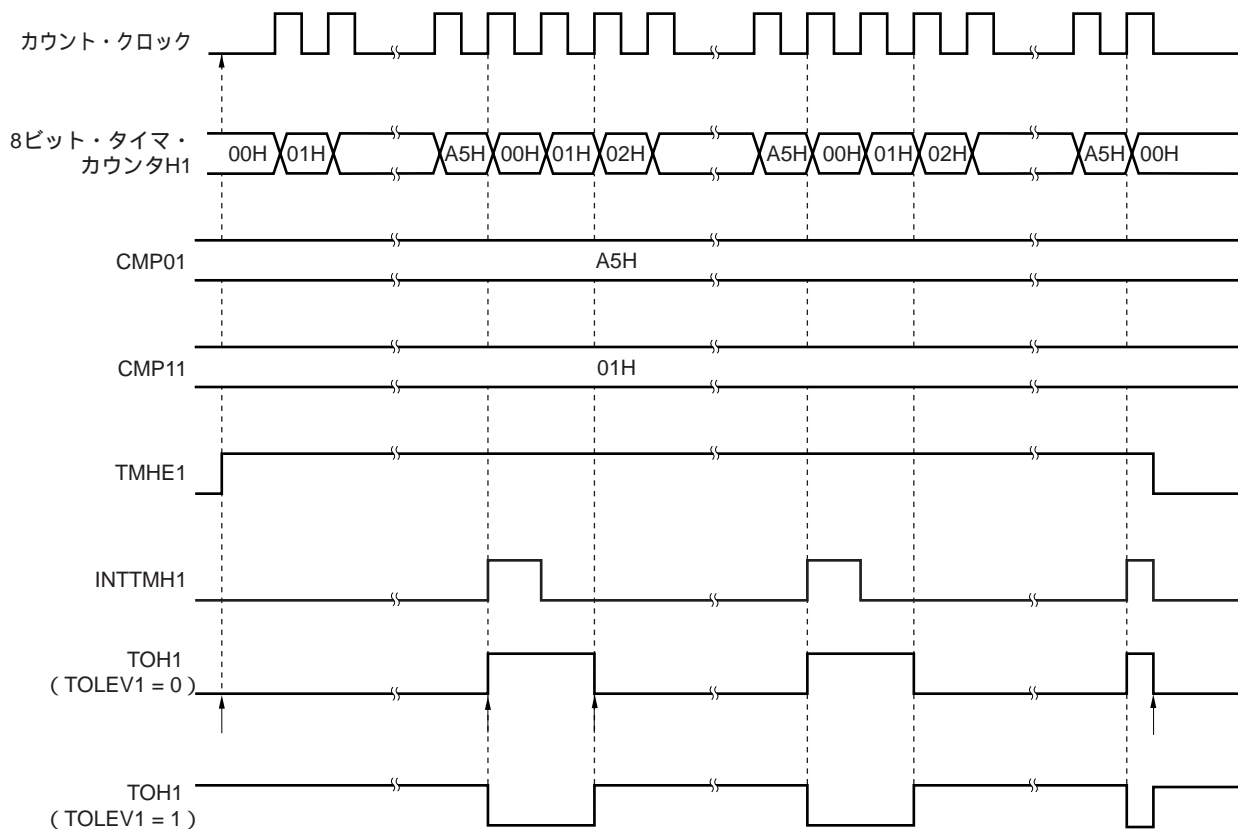 カウント・クロック
8ビット・タイマ・
カウンタH1
00H 01H A5H 00H 01H 02H A5H 00H 01H 02H A5H 00H
CMP01
A5H
CMP11
01H
TMHE1
INTTMH1
TOH1
（TOLEV1 = 0）
TOH1
（TOLEV1 = 1）